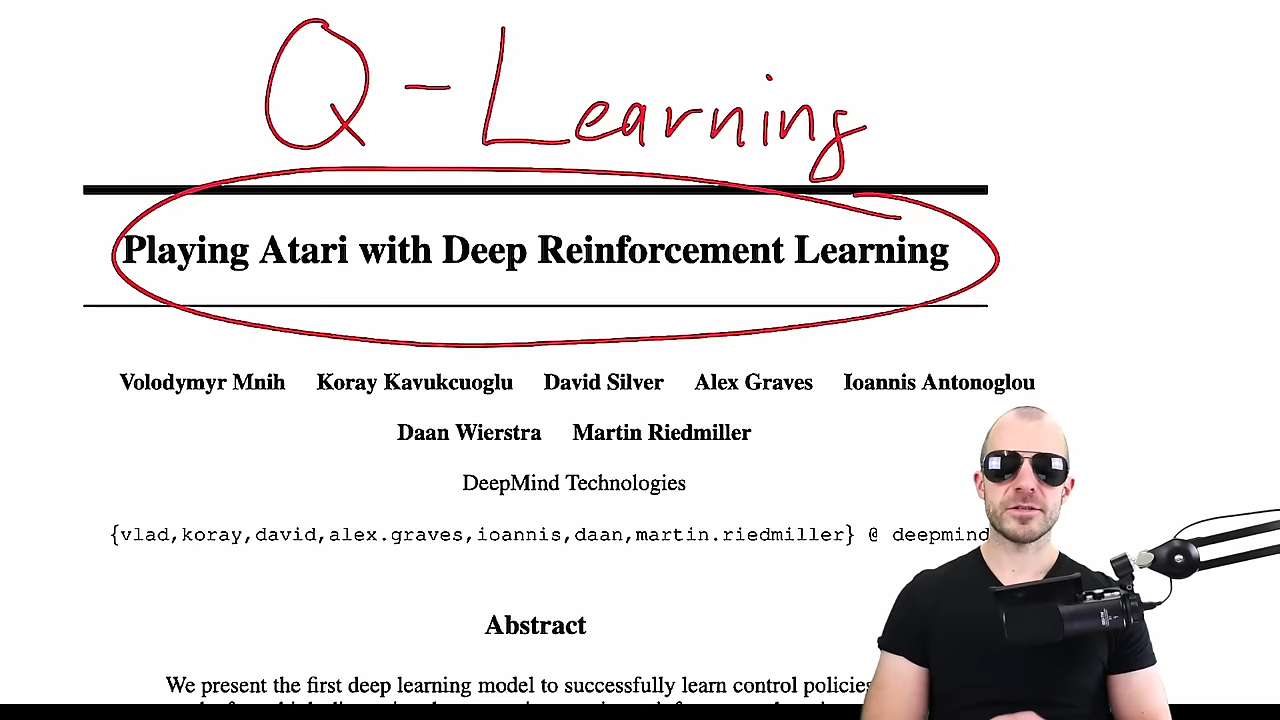 Q-Learning
Playing Atari with Deep Reinforcement Learning
Volodymyr Mnih Koray Kavukcuoglu David Silver Alex Graves Ioannis Antonoglou
Daan Wierstra Martin Riedmiller
DeepMind Technologies
{vlad,koray,david,alex.graves,ioannis,daan,martin.riedmiller} @ deepmind
Abstract
We present the first deep learning model to successfully learn control policies